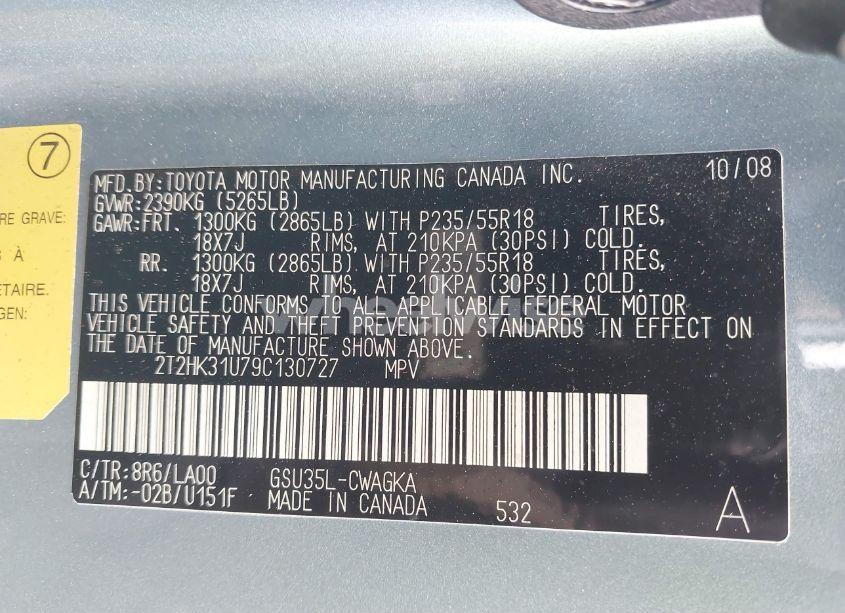 7
RE GRAVE:
S À
ETAIRE.
GEN:
MFD.BY:TOYOTA MOTOR MANUFACTURING CANADA INC. 10/08
GVWR:2390KG (5265LB)
GAWR:FRT. 1300KG (2865LB) WITH P235/55R18 TIRES,
18X7J RIMS, AT 210KPA (30PSI) COLD.
RR. 1300KG (2865LB) WITH P235/55R18 TIRES,
18X7J RIMS, AT 210KPA (30PSI) COLD.
THIS VEHICLE CONFORMS TO ALL APPLICABLE FEDERAL MOTOR
VEHICLE SAFETY AND THEFT PREVENTION STANDARDS IN EFFECT ON
THE DATE OF MANUFACTURE SHOWN ABOVE.
2T2HK31U79C130727 MPV
C/TR:8R6/LA00 GSU35L-CWAGKA
A/TM:-02B/U151F MADE IN CANADA 532 A